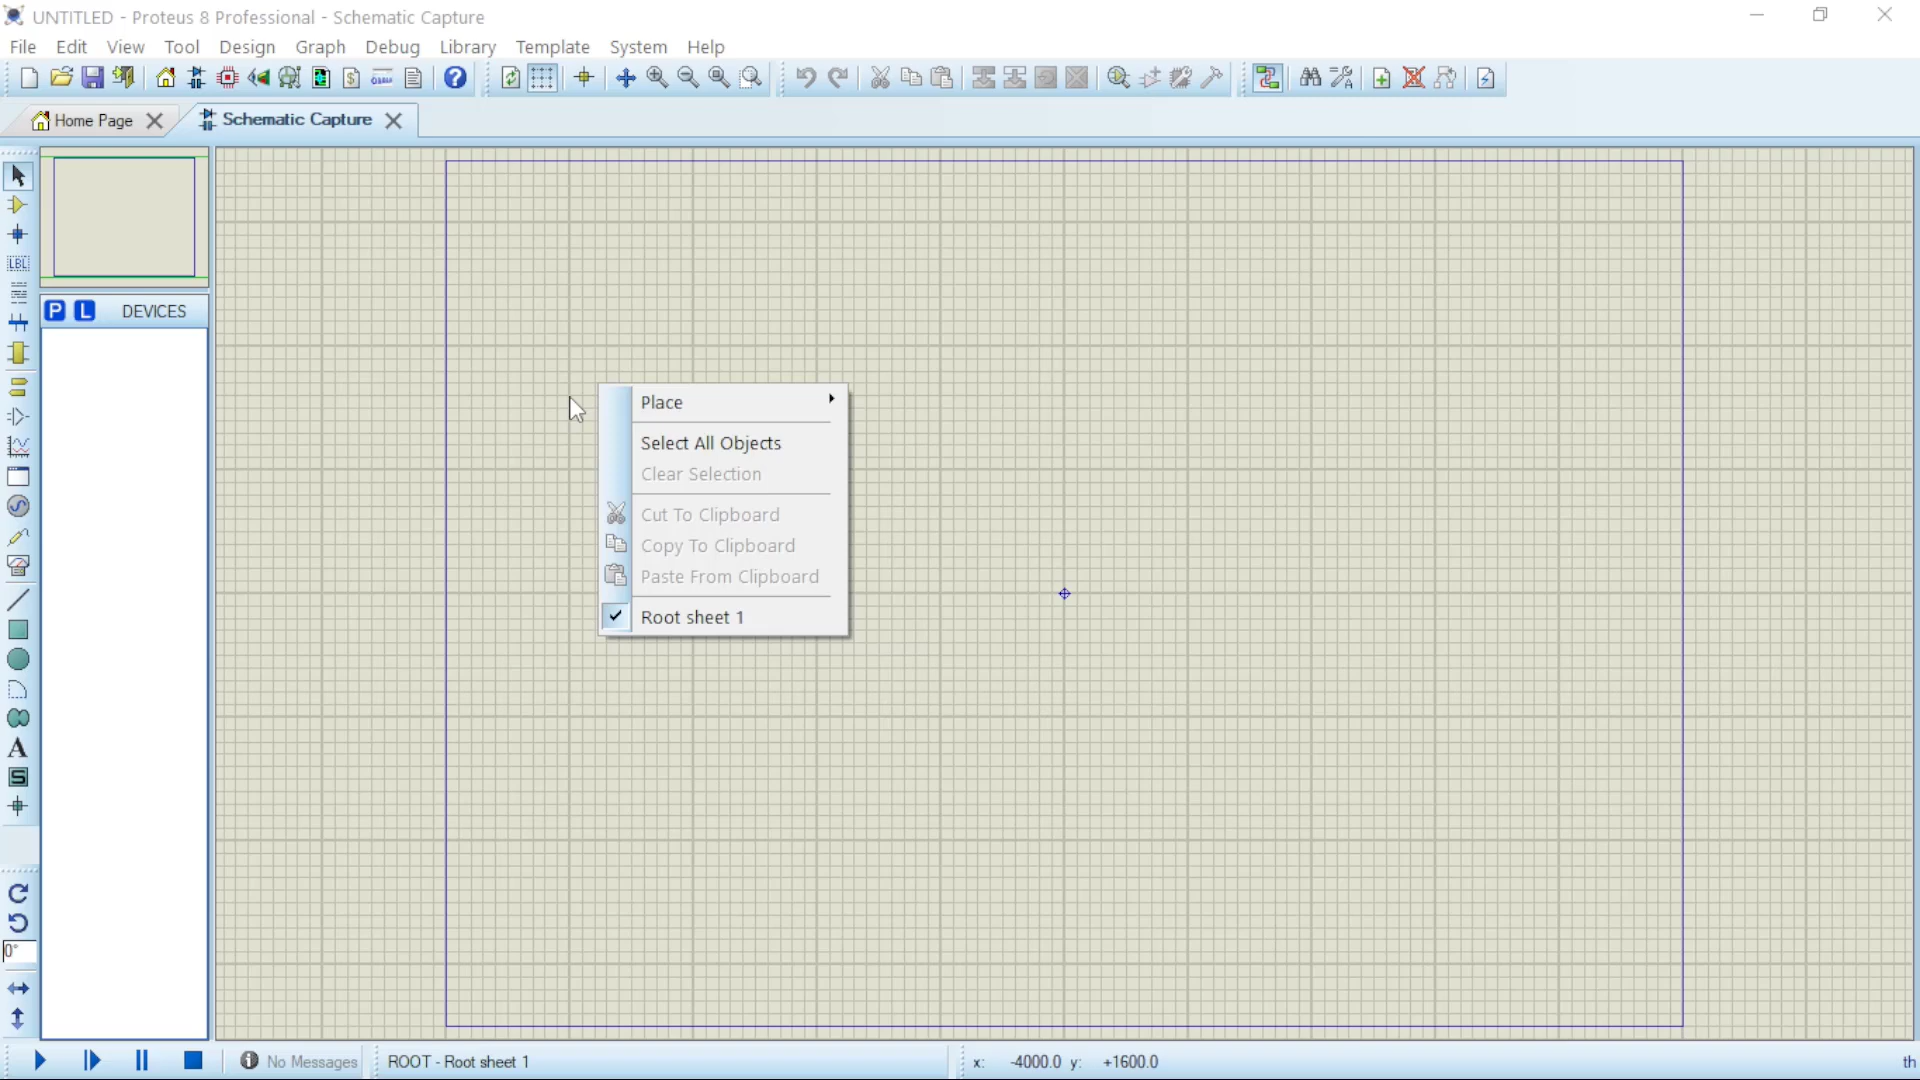 UNTITLED - Proteus 8 Professional - Schematic Capture
File Edit View Tool Design Graph Debug Library Template System Help
Home Page Schematic Capture
LBL
P L DEVICES
Place
Select All Objects
Clear Selection
Cut To Clipboard
Copy To Clipboard
Paste From Clipboard
Root sheet 1
A
S
0°
No Messages ROOT - Root sheet 1 x: -4000.0 y: +1600.0 th